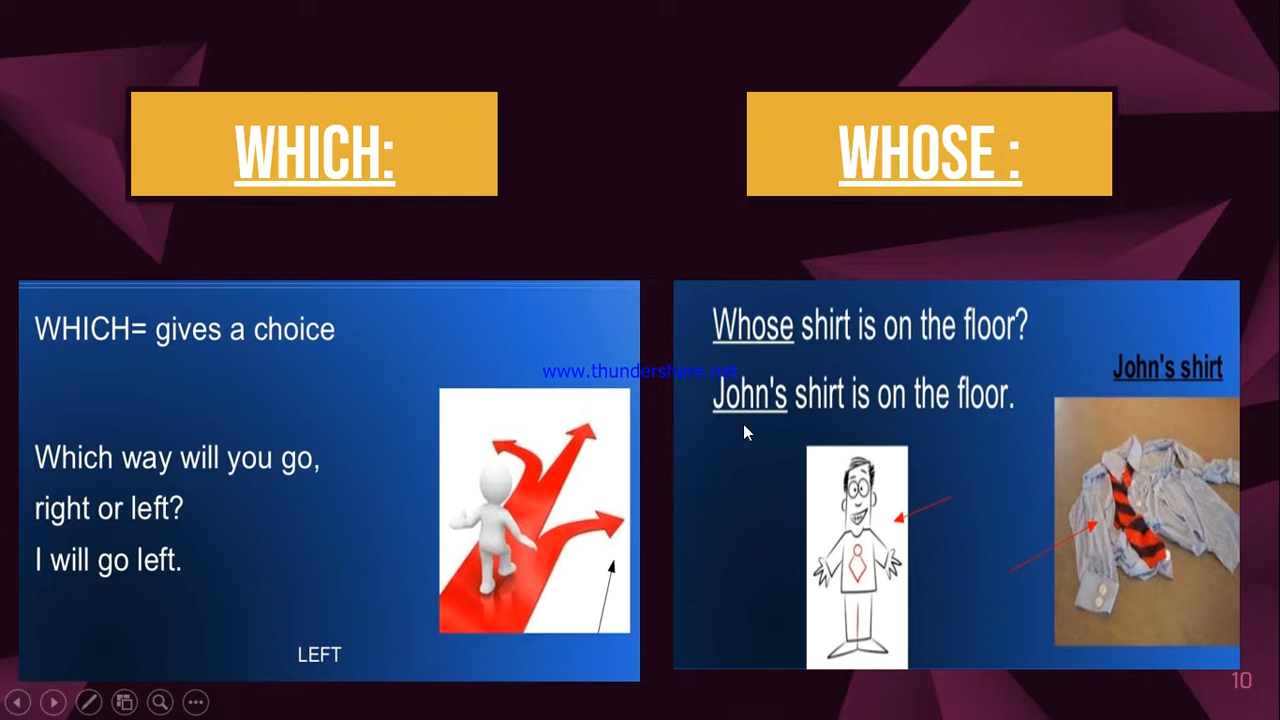 WHICH:
WHOSE :
WHICH= gives a choice
Which way will you go,
right or left?
I will go left.
LEFT
www.thundershare.net
Whose shirt is on the floor?
John's shirt is on the floor.
John's shirt
10